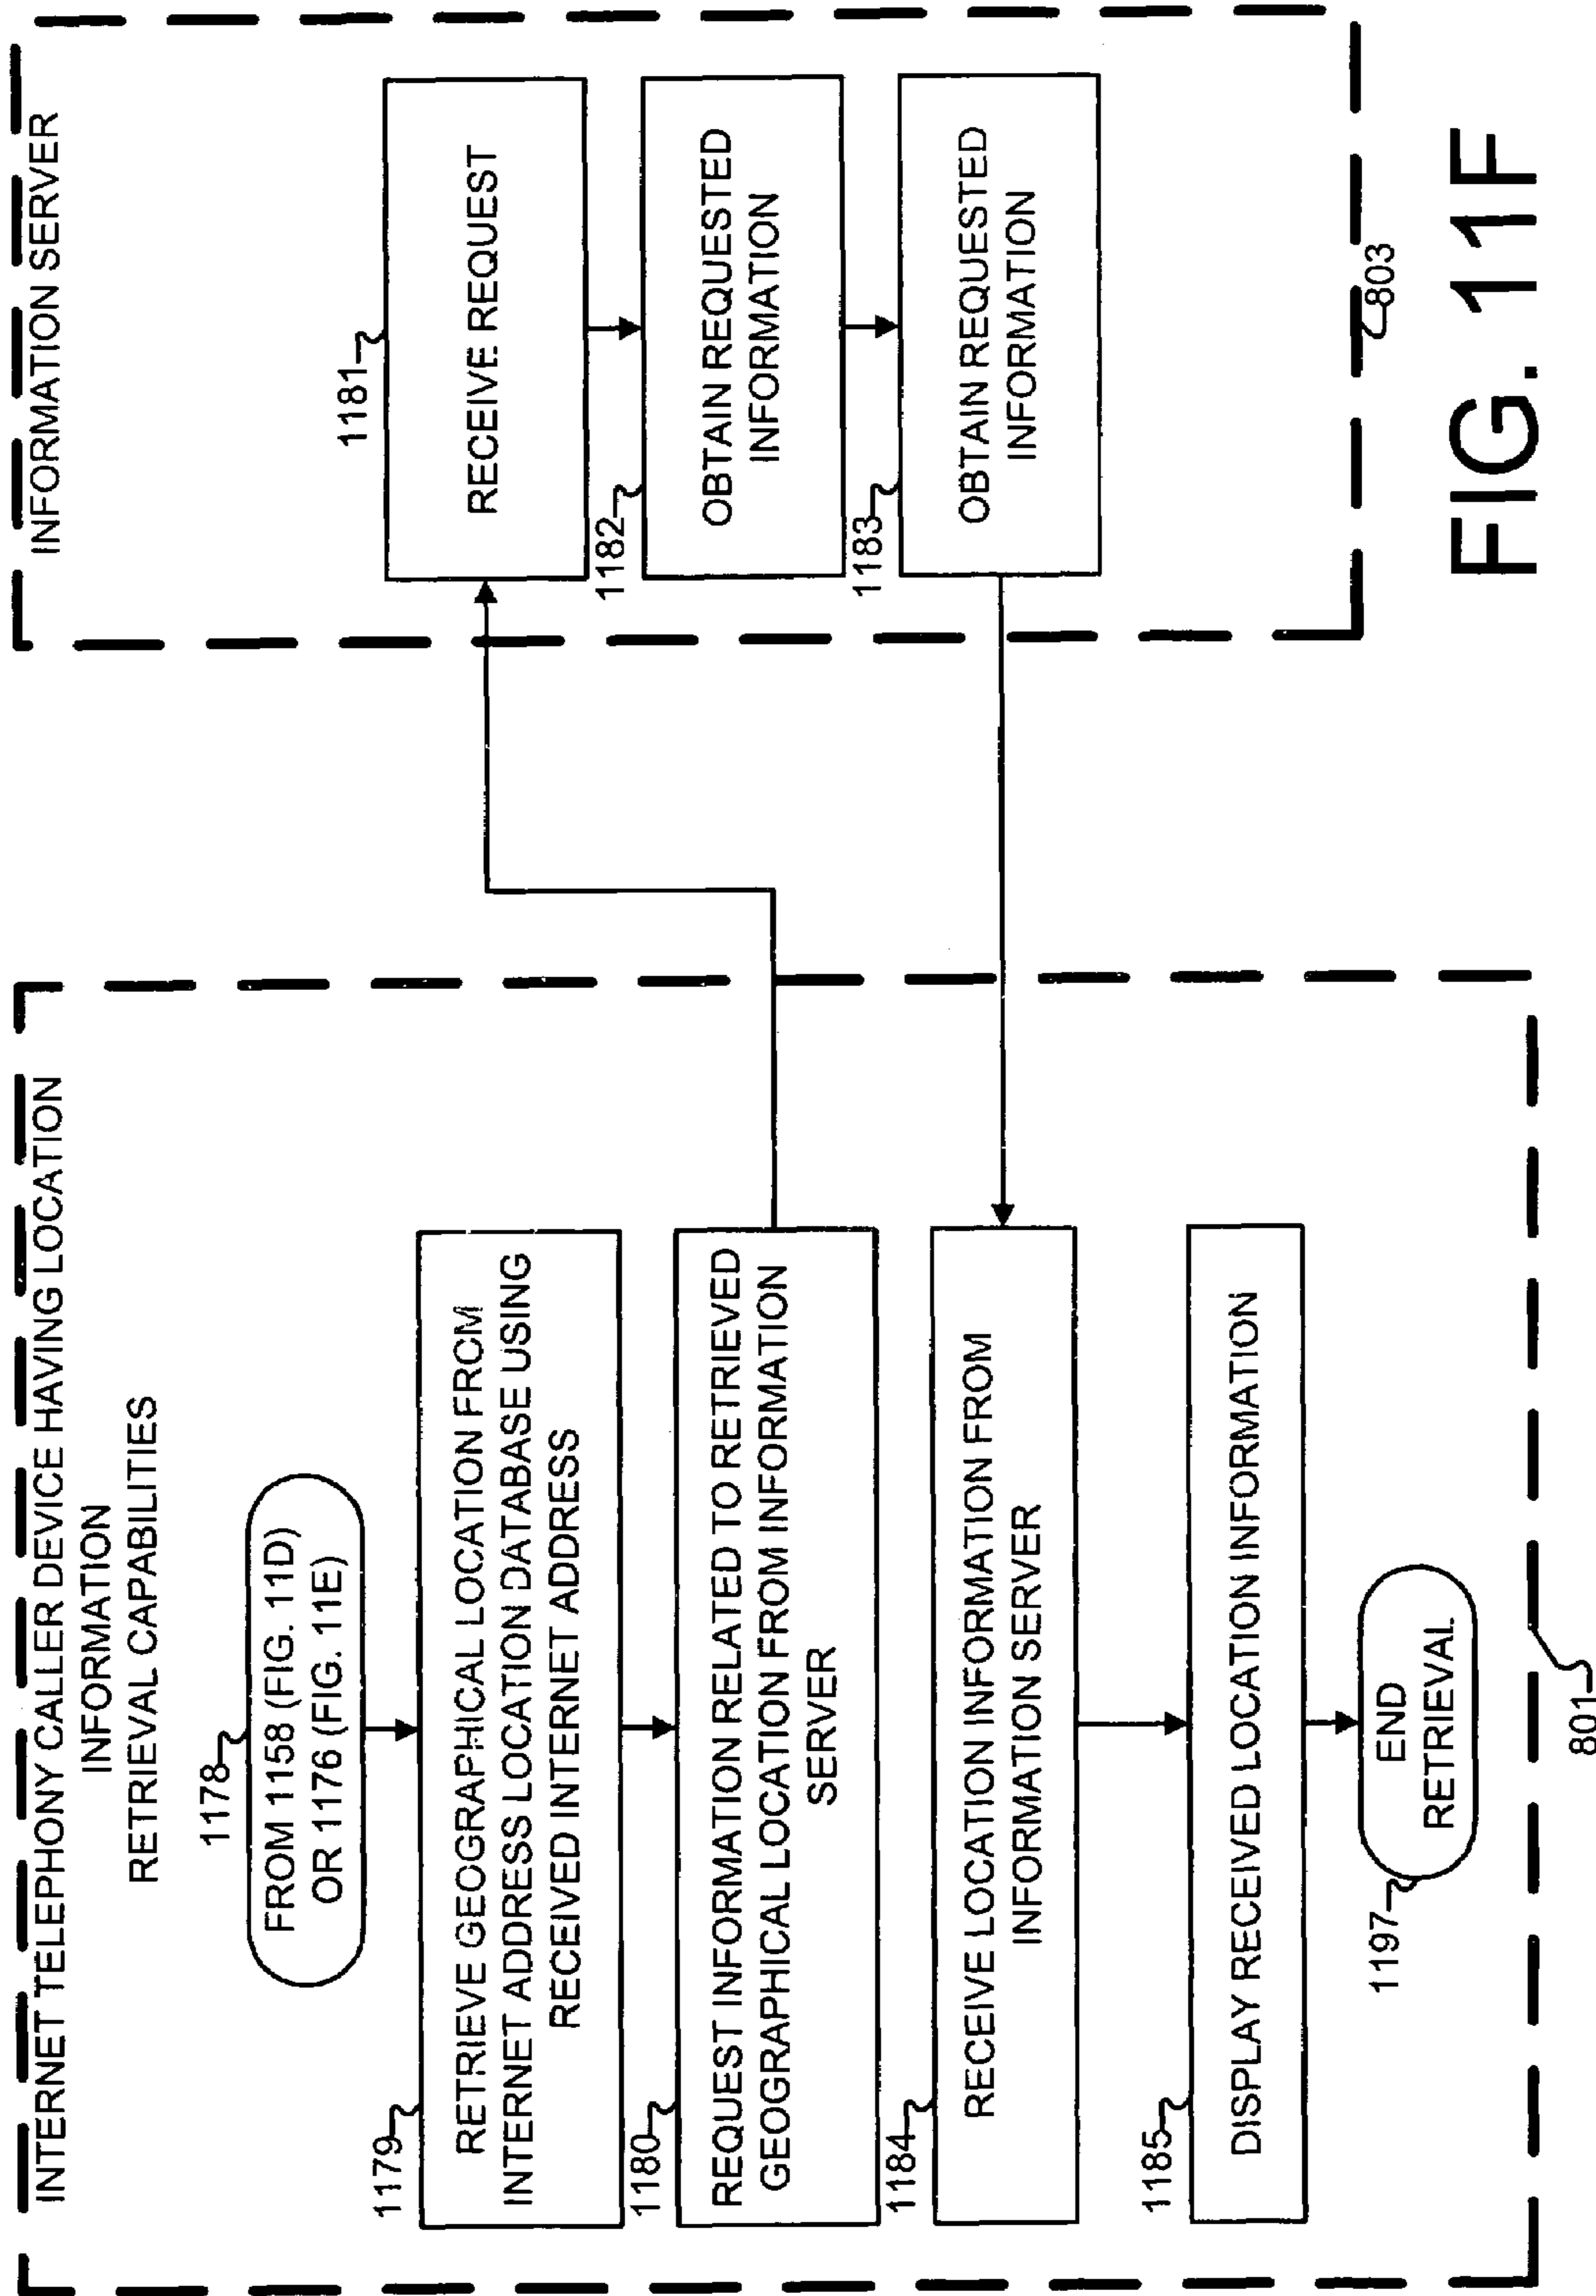 INTERNET TELEPHONY CALLER DEVICE HAVING LOCATION
INFORMATION
RETRIEVAL CAPABILITIES
1178
FROM 1158 (FIG. 11D)
OR 1176 (FIG. 11E)
1179
RETRIEVE GEOGRAPHICAL LOCATION FROM
INTERNET ADDRESS LOCATION DATABASE USING
RECEIVED INTERNET ADDRESS
1180
REQUEST INFORMATION RELATED TO RETRIEVED
GEOGRAPHICAL LOCATION FROM INFORMATION
SERVER
1184
RECEIVE LOCATION INFORMATION FROM
INFORMATION SERVER
1185
DISPLAY RECEIVED LOCATION INFORMATION
1197
END
RETRIEVAL
801
INFORMATION SERVER
1181
RECEIVE REQUEST
1182
OBTAIN REQUESTED
INFORMATION
1183
OBTAIN REQUESTED
INFORMATION
803
FIG. 11F